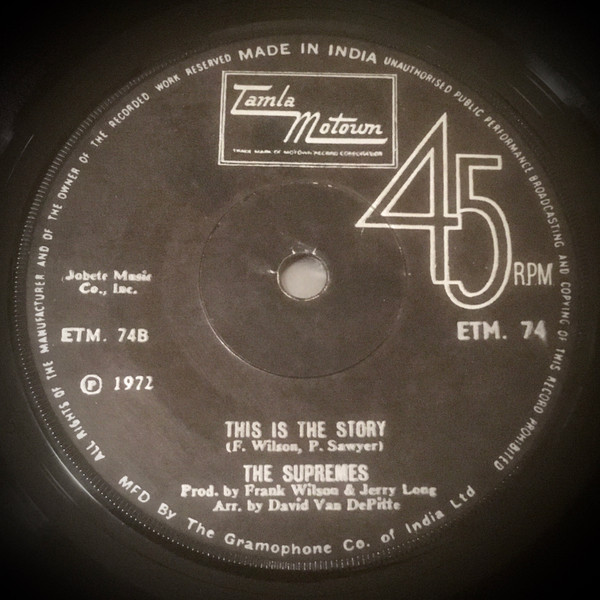 ALL RIGHTS OF THE MANUFACTURER AND OF THE OWNER OF THE RECORDED WORK RESERVED MADE IN INDIA UNAUTHORISED PUBLIC PERFORMANCE BROADCASTING AND COPYING OF THIS RECORD PROHIBITED
Tamla
Motown
TRADE MARK OF MOTOWN RECORD CORPORATION
45
RPM
Jobete Music
Co., Inc.
ETM. 74B
ETM. 74
Ⓟ 1972
THIS IS THE STORY
(F. Wilson, P. Sawyer)
THE SUPREMES
Prod. by Frank Wilson & Jerry Long
Arr. by David Van DePitte
MFD By The Gramophone Co. of India Ltd